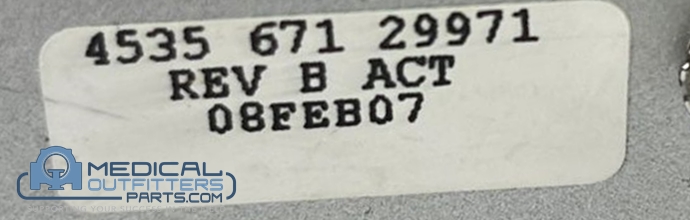 4535 671 29971
REV B ACT
08FEB07
MEDICAL
OUTFITTERS
PARTS.COM